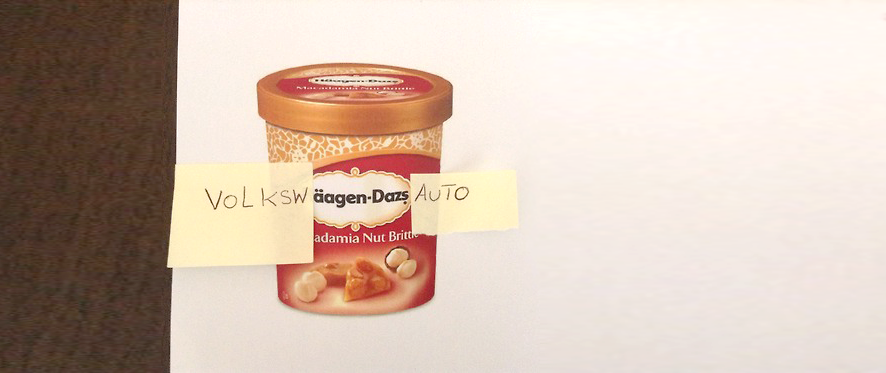 Häagen-Dazs
Macadamia Nut Brittle
VOLKSWäagen-Dazs AUTO
adamia Nut Brittle